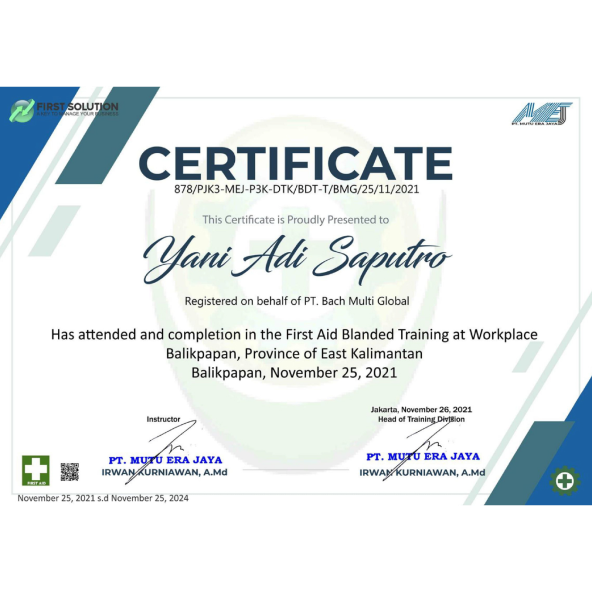 FIRST SOLUTION
MEJ
PT. MUTU ERA JAYA
CERTIFICATE
878/PJK3-MEJ-P3K-DTK/BDT-T/BMG/25/11/2021
This Certificate is Proudly Presented to
Yani Adi Saputro
Registered on behalf of PT. Bach Multi Global
Has attended and completion in the First Aid Blanded Training at Workplace
Balikpapan, Province of East Kalimantan
Balikpapan, November 25, 2021
Instructor
PT. MUTU ERA JAYA
IRWAN KURNIAWAN, A.Md
Jakarta, November 26, 2021
Head of Training Division
PT. MUTU ERA JAYA
IRWAN KURNIAWAN, A.Md
FIRST AID
November 25, 2021 s.d November 25, 2024